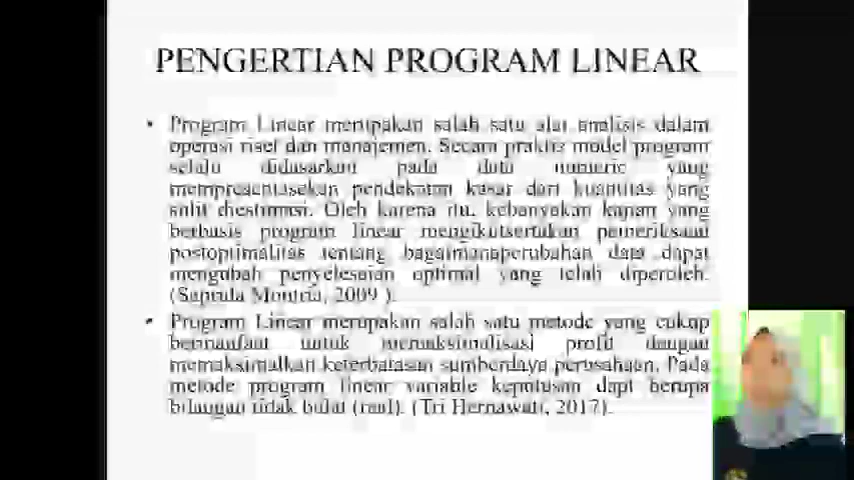 PENGERTIAN PROGRAM LINEAR
• Program Linear merupakan salah satu alat analisis dalam
operasi riset dan manajemen. Secara praktis model program
selalu didasarkan pada data numeric yang
mempresentasekan pendekatan kasar dari kuantitas yang
sulit diestimasi. Oleh karena itu, kebanyakan kajian yang
berbasis program linear mengikutsertakan pemeriksaan
postoptimalitas tentang bagaimanaperubahan data dapat
mengubah penyelesaian optimal yang telah diperoleh.
2009 ).
• Program Linear merupakan salah satu metode yang cukup
bermanfaat untuk memaksimalisasi profit dengan
memaksimalkan keterbatasan sumberdaya perusahaan. Pada
metode program linear variable keputusan dapt berupa
bilangan tidak bulat (real). (Tri Hernawati, 2017).